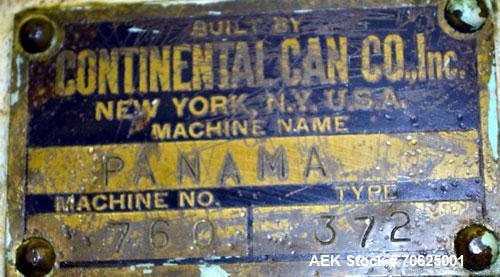 BUILT BY
CONTINENTAL CAN CO., Inc.
NEW YORK, N.Y. U.S.A.
MACHINE NAME
PANAMA
MACHINE NO. TYPE
760 372
AEK Stock # 70625001